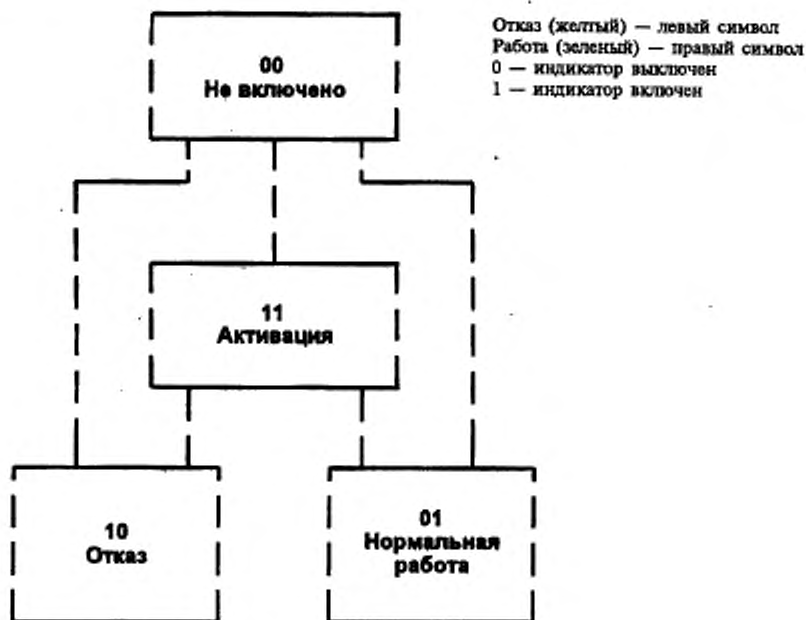 Отказ (желтый) — левый символ
Работа (зеленый) — правый символ
0 — индикатор выключен
1 — индикатор включен
00
Не включено
11
Активация
10
Отказ
01
Нормальная
работа